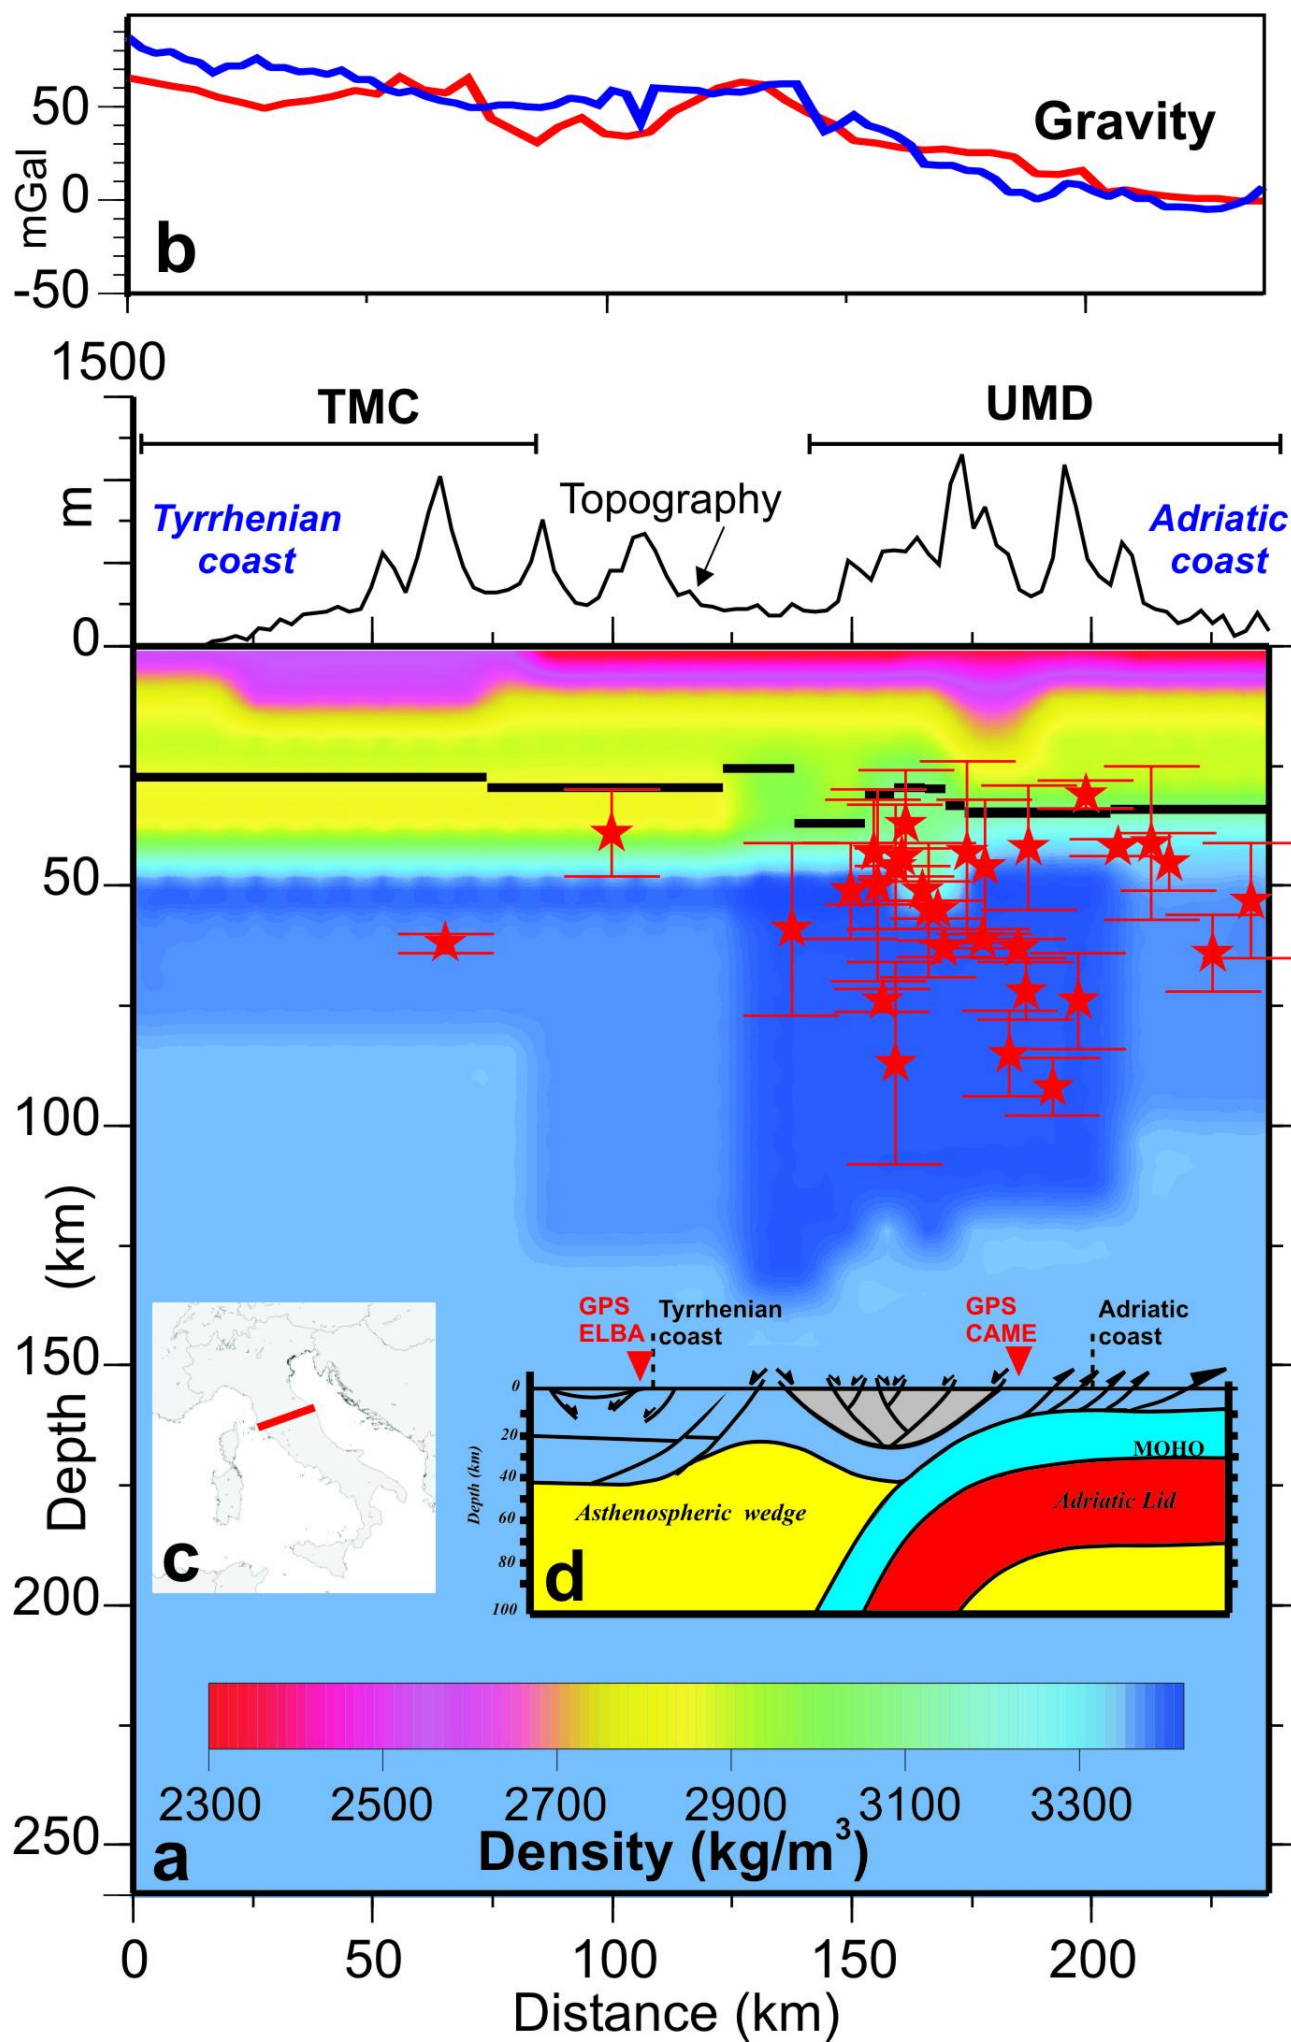 50
Gravity
mGal
0
b
-50
1500
TMC
UMD
m
Topography
Tyrrhenian
coast
Adriatic
coast
0
50
100
Depth (km)
GPS
ELBA
Tyrrhenian
coast
GPS
CAME
Adriatic
coast
150
0
20
40
60
80
100
Depth (km)
MOHO
Adriatic Lid
Asthenospheric wedge
c
d
200
2300 2500 2700 2900 3100 3300
250
a
Density (kg/m³)
0 50 100 150 200
Distance (km)